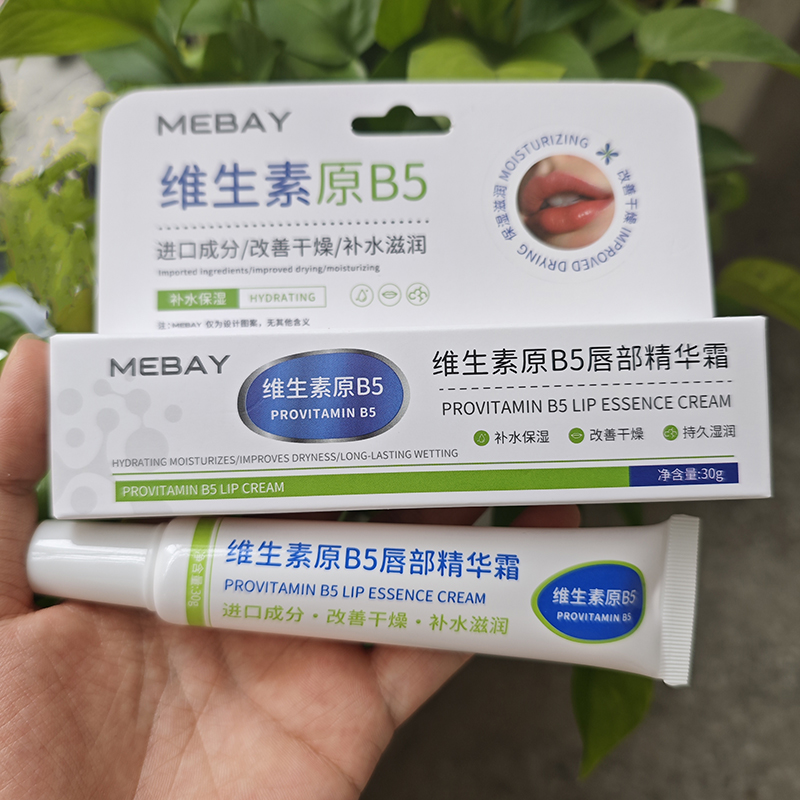 MEBAY
维生素原B5
进口成分/改善干燥/补水滋润
Imported ingredients/improved drying/moisturizing
补水保湿 HYDRATING
注:MEBAY 仅为设计图案，无其他含义
保湿滋润 MOISTURIZING
改善干燥 IMPROVED DRYING
MEBAY
维生素原B5
PROVITAMIN B5
维生素原B5唇部精华霜
PROVITAMIN B5 LIP ESSENCE CREAM
补水保湿 改善干燥 持久湿润
HYDRATING MOISTURIZES/IMPROVES DRYNESS/LONG-LASTING WETTING
PROVITAMIN B5 LIP CREAM
净含量:30g
净含量:30g
维生素原B5唇部精华霜
PROVITAMIN B5 LIP ESSENCE CREAM
进口成分·改善干燥·补水滋润
维生素原B5
PROVITAMIN B5